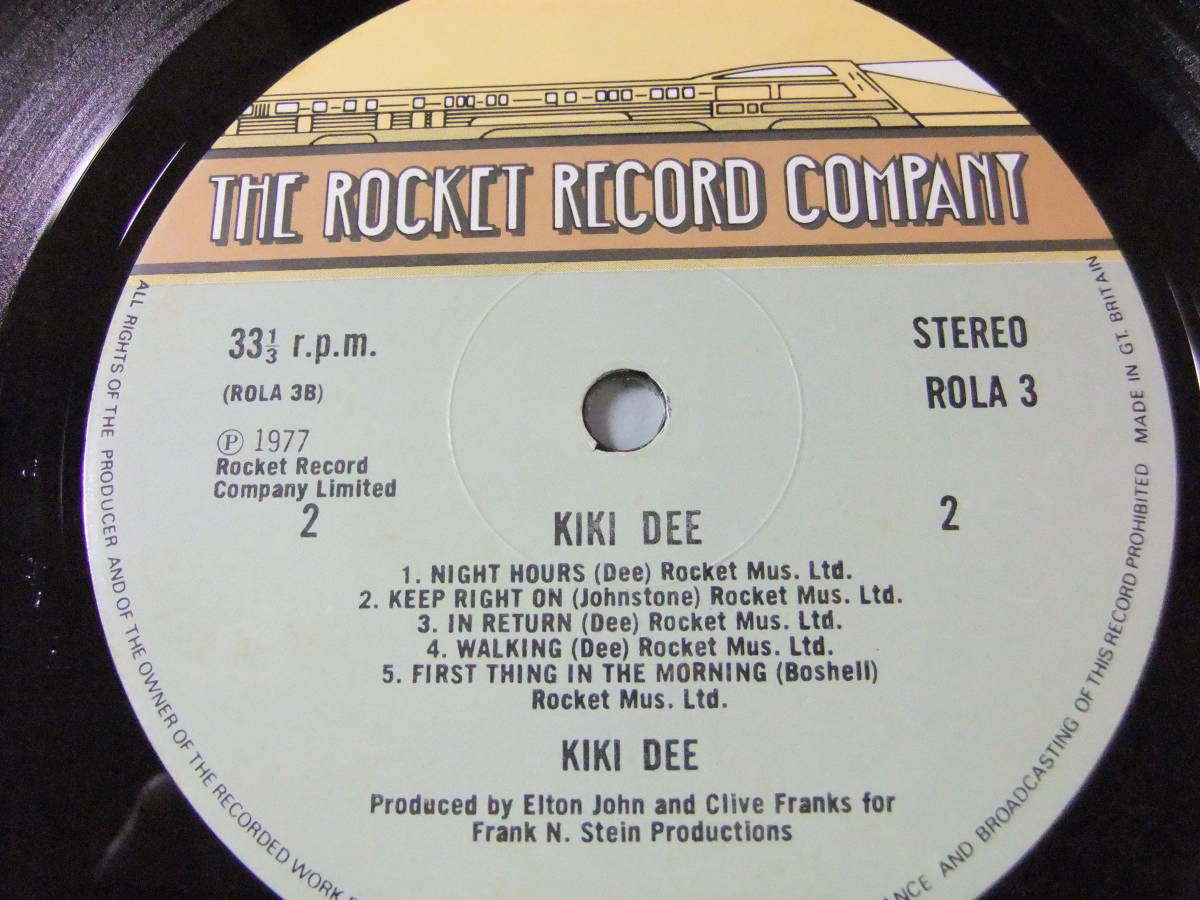 THE ROCKET RECORD COMPANY
33⅓ r.p.m.
(ROLA 3B)
Ⓟ 1977
Rocket Record
Company Limited
2
STEREO
ROLA 3
2
KIKI DEE
1. NIGHT HOURS (Dee) Rocket Mus. Ltd.
2. KEEP RIGHT ON (Johnstone) Rocket Mus. Ltd.
3. IN RETURN (Dee) Rocket Mus. Ltd.
4. WALKING (Dee) Rocket Mus. Ltd.
5. FIRST THING IN THE MORNING (Boshell)
Rocket Mus. Ltd.
KIKI DEE
Produced by Elton John and Clive Franks for
Frank N. Stein Productions
ALL RIGHTS OF THE PRODUCER AND OF THE OWNER OF THE RECORDED WORK
AND BROADCASTING OF THIS RECORD PROHIBITED MADE IN GT. BRITAIN